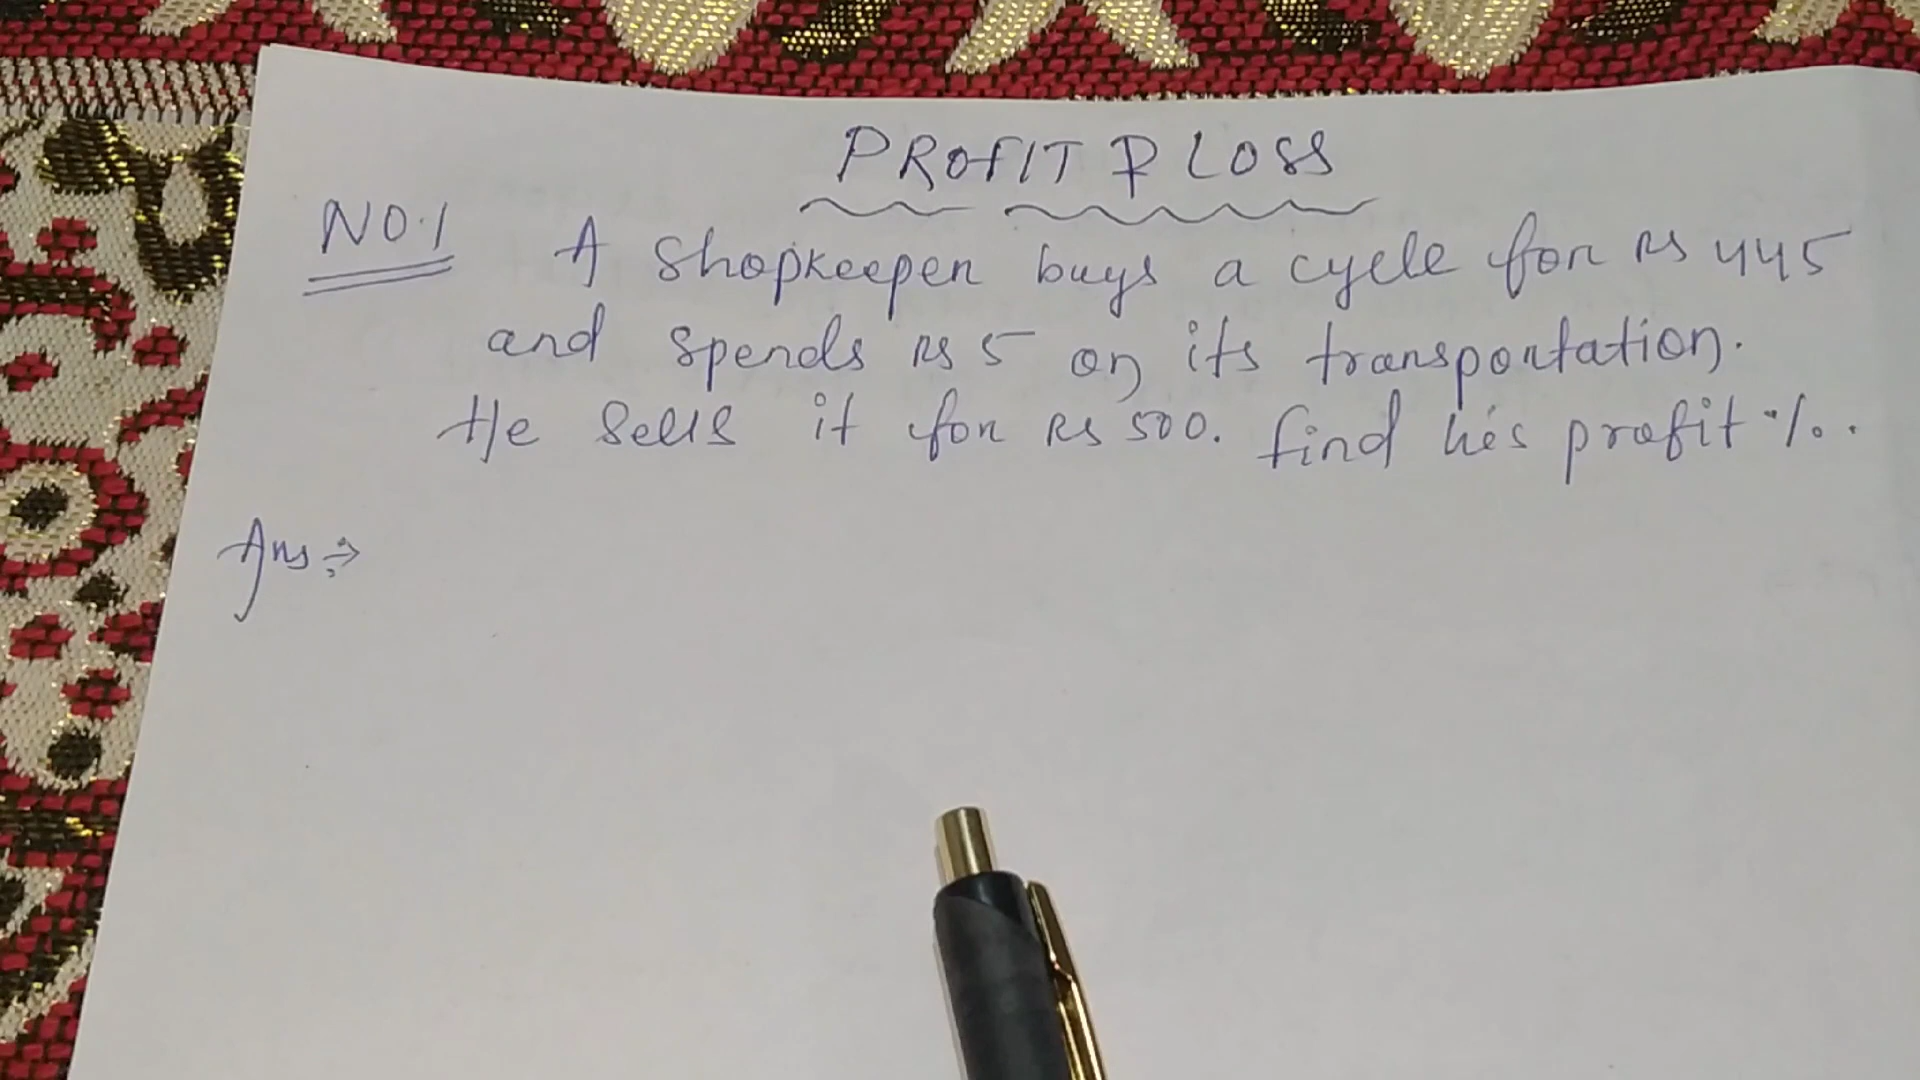 PROFIT & LOSS
NO.1 A shopkeeper buys a cycle for Rs 445
and spends Rs 5 on its transportation.
He sells it for Rs 500. find his profit %.
Ans :→